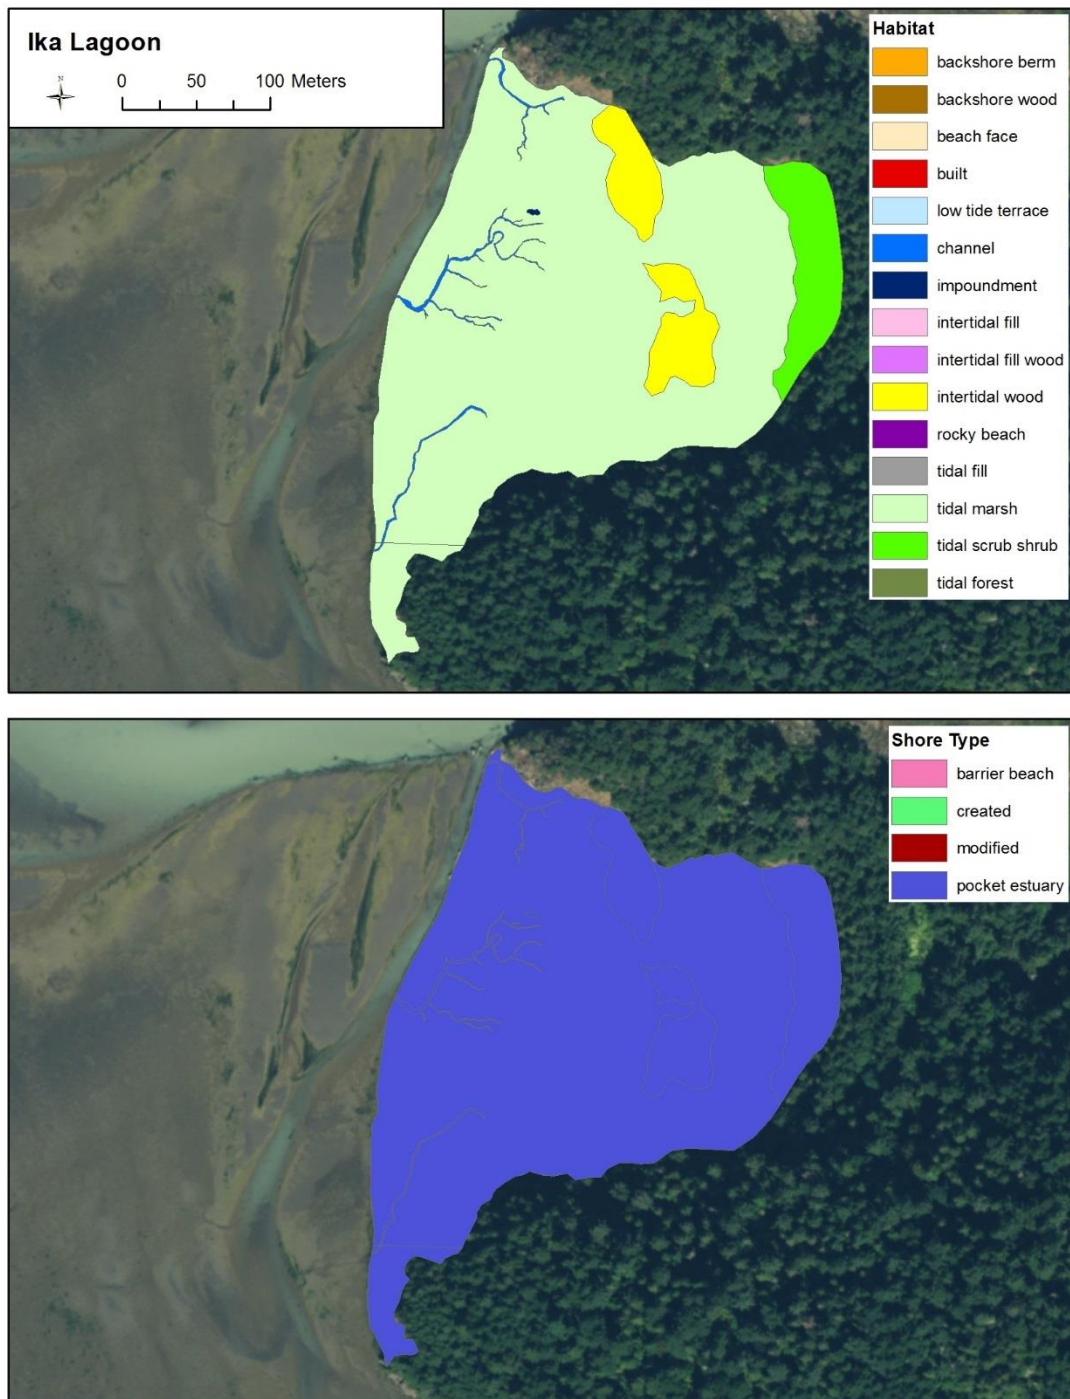 Ika Lagoon
N
0 50 100 Meters
Habitat
backshore berm
backshore wood
beach face
built
low tide terrace
channel
impoundment
intertidal fill
intertidal fill wood
intertidal wood
rocky beach
tidal fill
tidal marsh
tidal scrub shrub
tidal forest
Shore Type
barrier beach
created
modified
pocket estuary